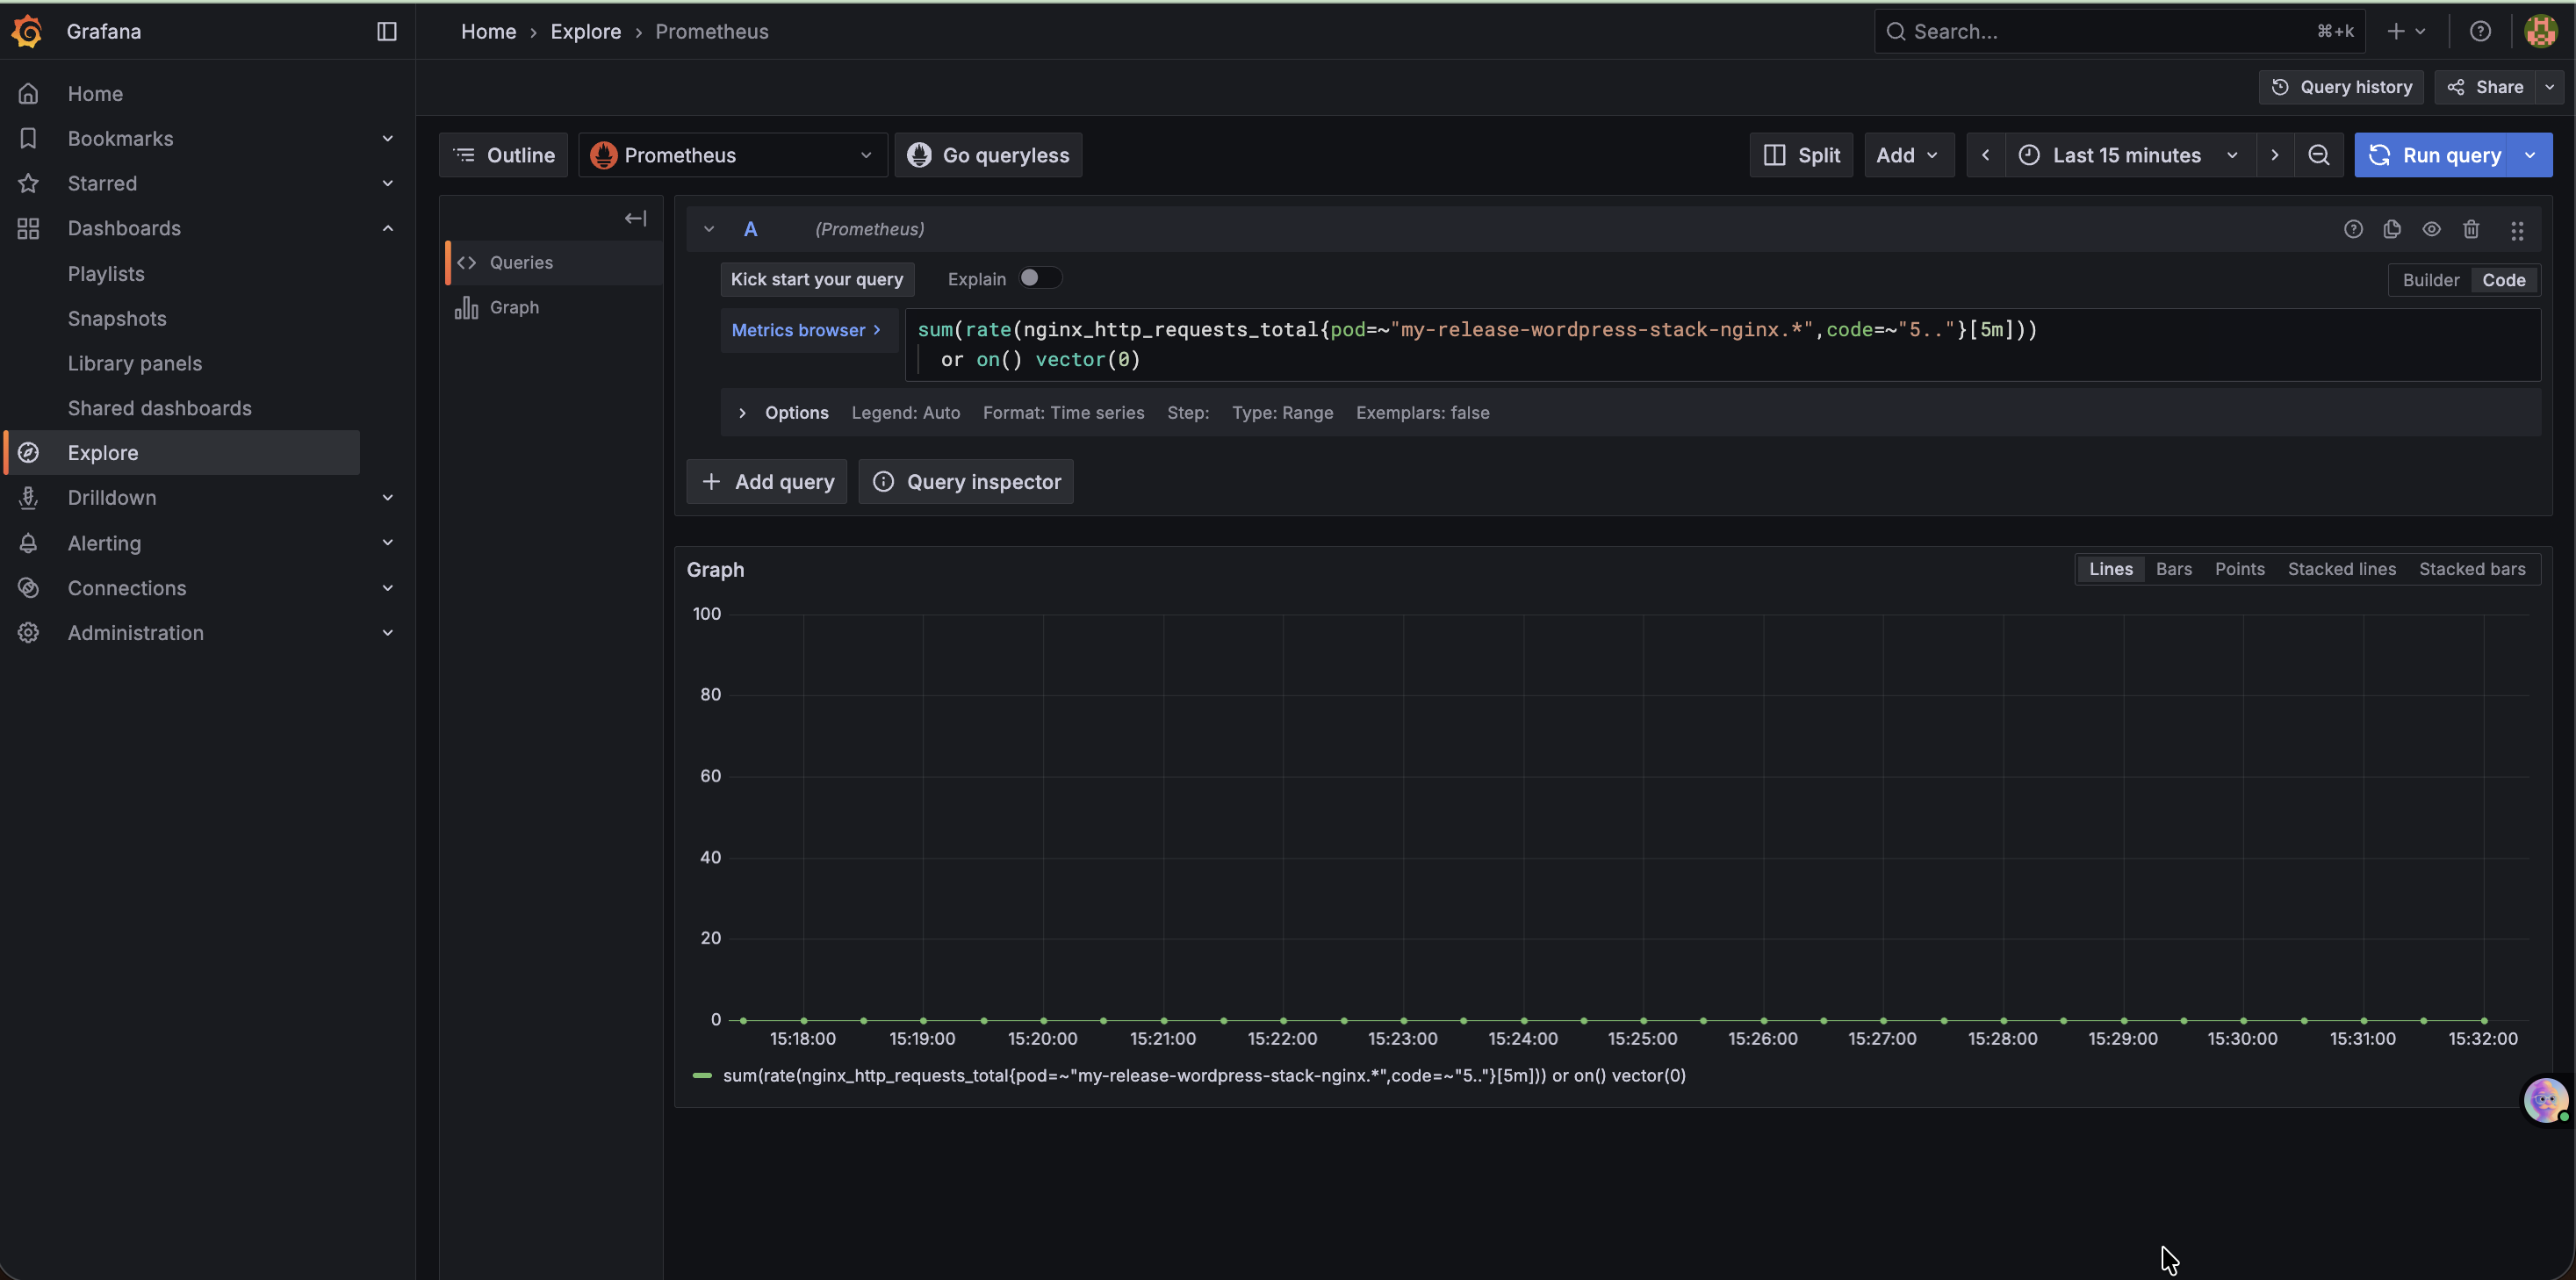 Grafana
Home › Explore › Prometheus
Search...
⌘+k
Query history
Share
Home
Bookmarks
Starred
Dashboards
Playlists
Snapshots
Library panels
Shared dashboards
Explore
Drilldown
Alerting
Connections
Administration
Outline
Prometheus
Go queryless
Split
Add
Last 15 minutes
Run query
Queries
Graph
A
(Prometheus)
Kick start your query
Explain
Builder
Code
Metrics browser >
sum(rate(nginx_http_requests_total{pod=~"my-release-wordpress-stack-nginx.*",code=~"5.."}[5m]))
or on() vector(0)
Options
Legend: Auto
Format: Time series
Step:
Type: Range
Exemplars: false
+ Add query
Query inspector
Graph
Lines
Bars
Points
Stacked lines
Stacked bars
100
80
60
40
20
0
15:18:00
15:19:00
15:20:00
15:21:00
15:22:00
15:23:00
15:24:00
15:25:00
15:26:00
15:27:00
15:28:00
15:29:00
15:30:00
15:31:00
15:32:00
sum(rate(nginx_http_requests_total{pod=~"my-release-wordpress-stack-nginx.*",code=~"5.."}[5m])) or on() vector(0)